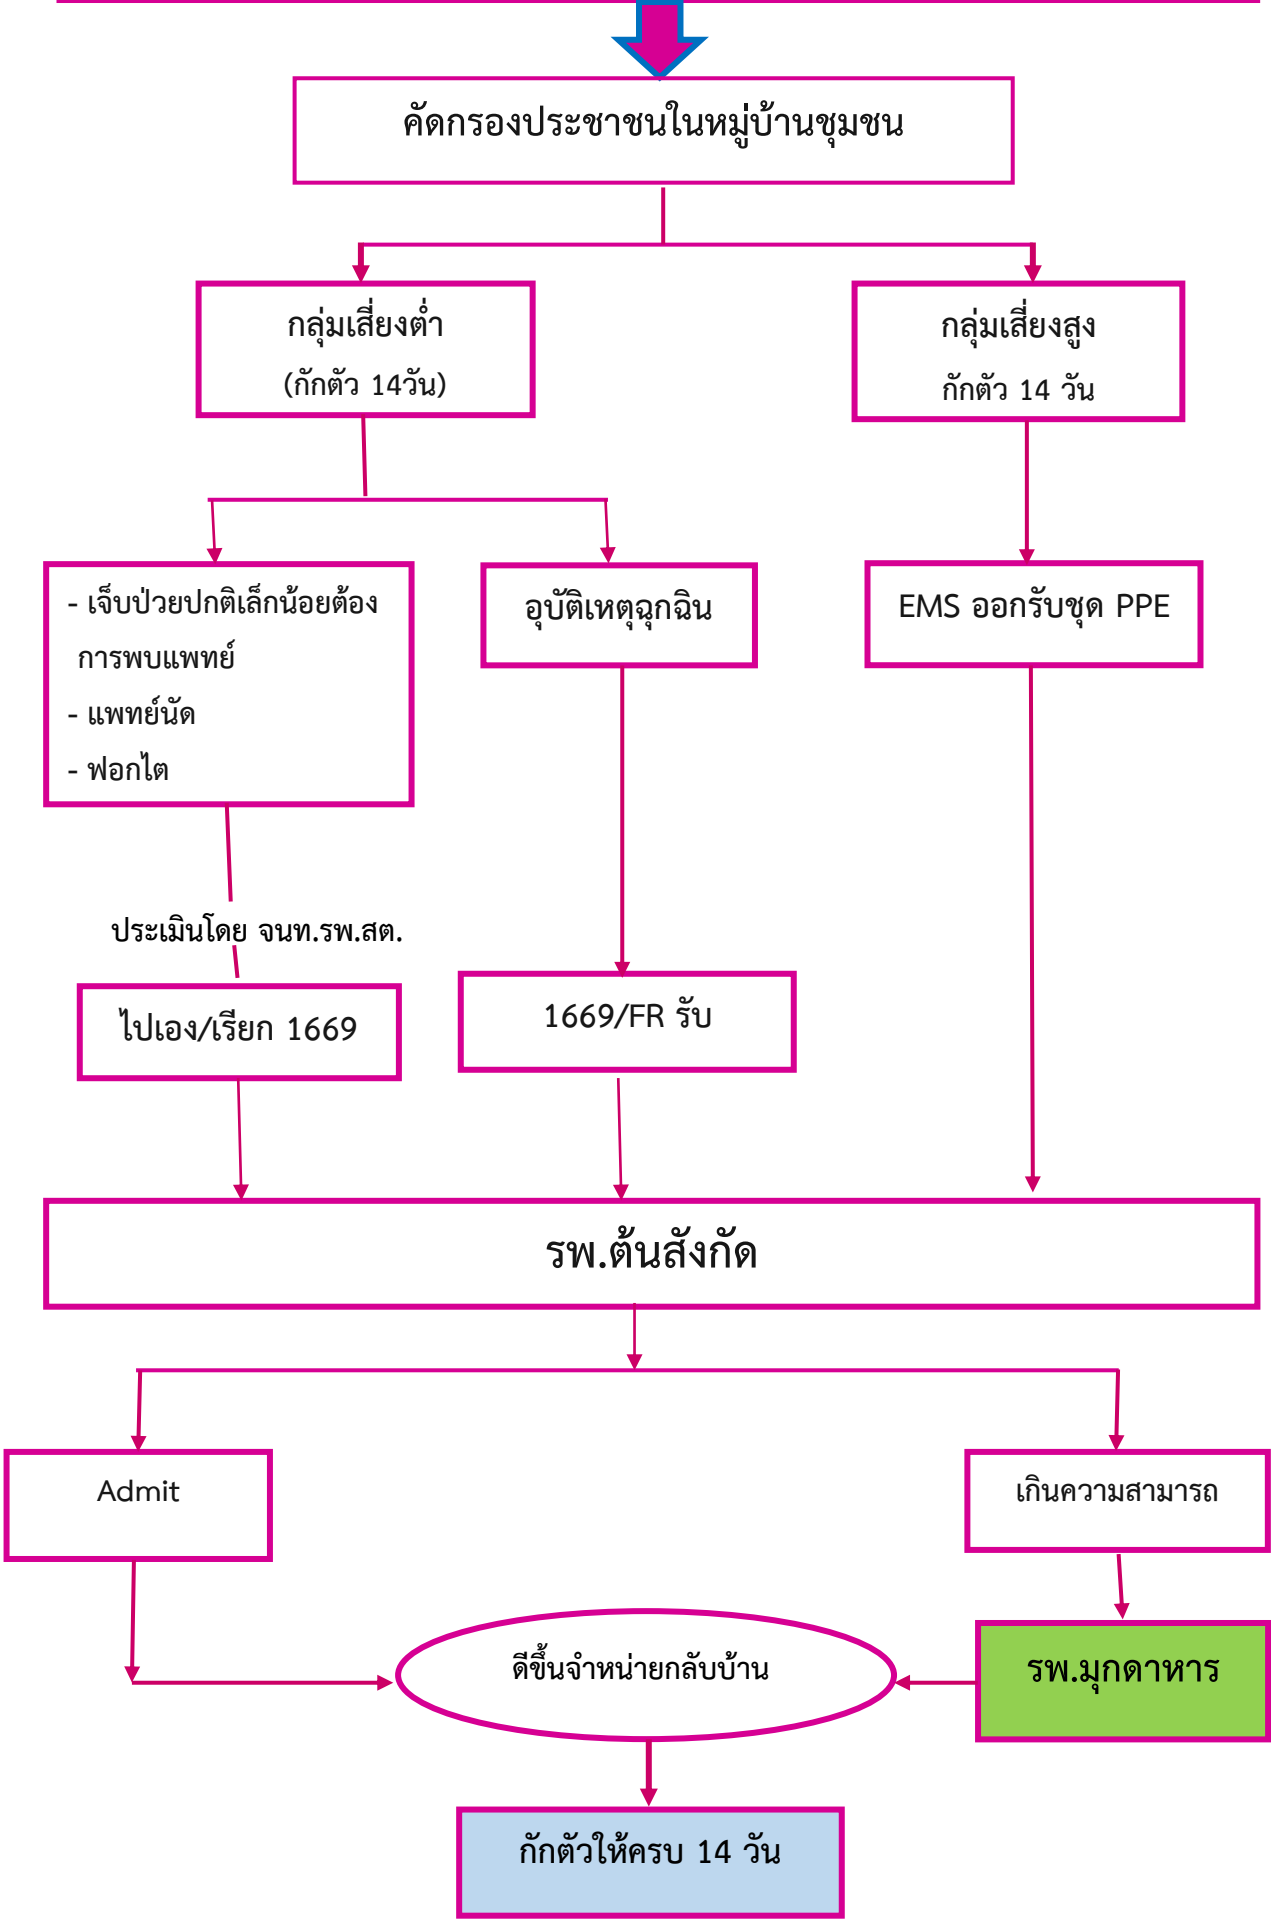 คัดกรองประชาชนในหมู่บ้านชุมชน
กลุ่มเสี่ยงต่ำ
(กักตัว 14วัน)
กลุ่มเสี่ยงสูง
กักตัว 14 วัน
- เจ็บป่วยปกติเล็กน้อยต้อง
การพบแพทย์
- แพทย์นัด
- ฟอกไต
อุบัติเหตุฉุกฉิน
EMS ออกรับชุด PPE
ประเมินโดย จนท.รพ.สต.
ไปเอง/เรียก 1669
1669/FR รับ
รพ.ต้นสังกัด
Admit
เกินความสามารถ
ดีขึ้นจำหน่ายกลับบ้าน
รพ.มุกดาหาร
กักตัวให้ครบ 14 วัน